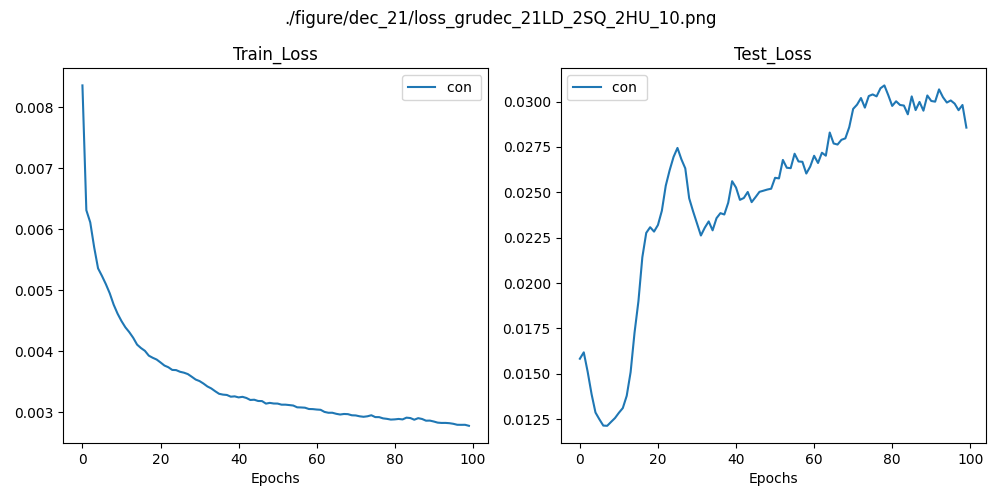 ./figure/dec_21/loss_grudec_21LD_2SQ_2HU_10.png
Train_Loss
con
0.008
0.007
0.006
0.005
0.004
0.003
0 20 40 60 80 100
Epochs
Test_Loss
con
0.0300
0.0275
0.0250
0.0225
0.0200
0.0175
0.0150
0.0125
0 20 40 60 80 100
Epochs